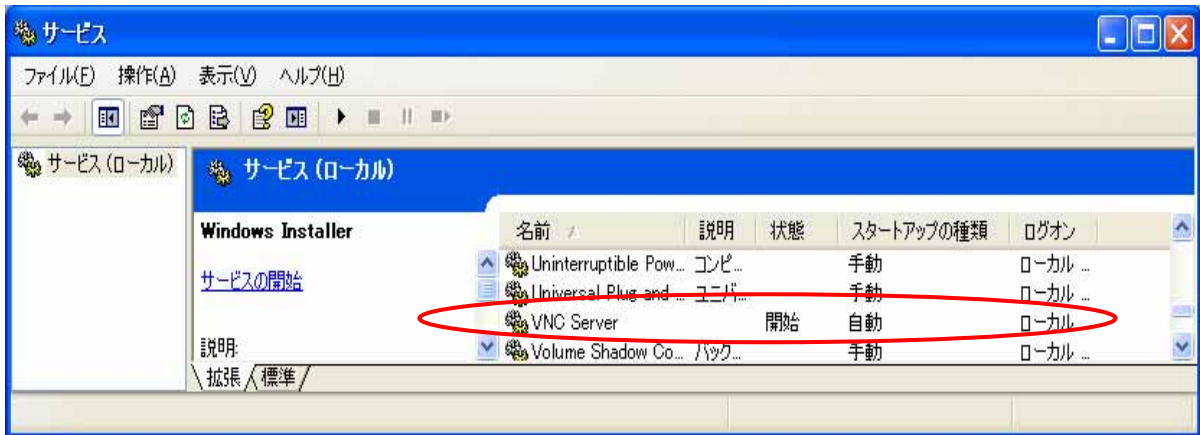 サービス
ファイル(F) 操作(A) 表示(V) ヘルプ(H)
サービス (ローカル)
サービス (ローカル)
Windows Installer
サービスの開始
説明:
名前 説明 状態 スタートアップの種類 ログオン
Uninterruptible Pow... コンピ... 手動 ローカル ...
Universal Plug and ... ユニバ... 手動 ローカル ...
VNC Server 開始 自動 ローカル
Volume Shadow Co... バック... 手動 ローカル ...
拡張 標準